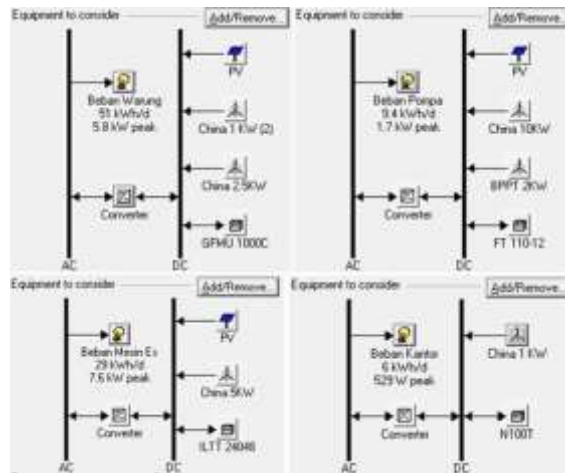 Equipment to consider
Add/Remove...
Beban Warung
51 kWh/d
5.8 kW peak
PV
China 1 KW (2)
China 2.5KW
Converter
GFMU 1000C
AC
DC
Equipment to consider
Add/Remove...
Beban Pompa
9.4 kWh/d
1.7 kW peak
PV
China 10KW
BPPT 2KW
Converter
FT 110-12
AC
DC
Equipment to consider
Add/Remove...
Beban Mesin Es
29 kWh/d
7.6 kW peak
PV
China 5KW
Converter
AC
DC
Equipment to consider
Add/Remove...
Beban Kantor
6 kWh/d
529 W peak
China 1 KW
Converter
N100T
AC
DC